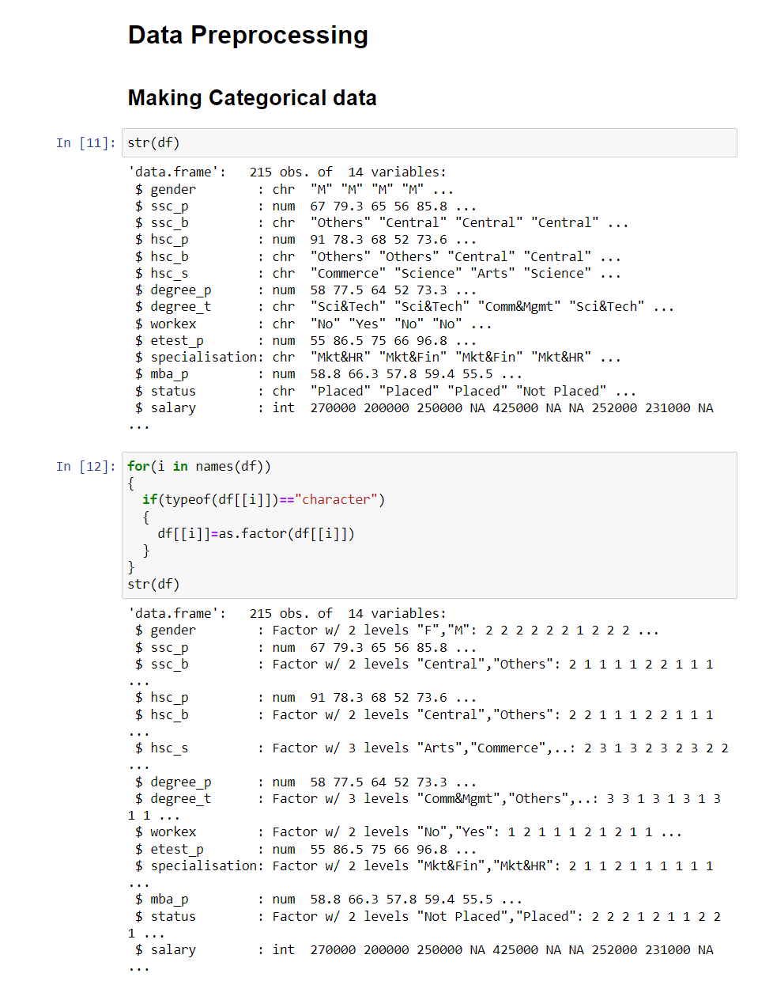 Data Preprocessing
Making Categorical data
In [11]: str(df)
'data.frame':   215 obs. of  14 variables:
 $ gender        : chr  "M" "M" "M" "M" ...
 $ ssc_p         : num  67 79.3 65 56 85.8 ...
 $ ssc_b         : chr  "Others" "Central" "Central" "Central" ...
 $ hsc_p         : num  91 78.3 68 52 73.6 ...
 $ hsc_b         : chr  "Others" "Others" "Central" "Central" ...
 $ hsc_s         : chr  "Commerce" "Science" "Arts" "Science" ...
 $ degree_p      : num  58 77.5 64 52 73.3 ...
 $ degree_t      : chr  "Sci&Tech" "Sci&Tech" "Comm&Mgmt" "Sci&Tech" ...
 $ workex        : chr  "No" "Yes" "No" "No" ...
 $ etest_p       : num  55 86.5 75 66 96.8 ...
 $ specialisation: chr  "Mkt&HR" "Mkt&Fin" "Mkt&Fin" "Mkt&HR" ...
 $ mba_p         : num  58.8 66.3 57.8 59.4 55.5 ...
 $ status        : chr  "Placed" "Placed" "Placed" "Not Placed" ...
 $ salary        : int  270000 200000 250000 NA 425000 NA NA 252000 231000 NA
...
In [12]: for(i in names(df))
{
  if(typeof(df[[i]])=="character")
  {
    df[[i]]=as.factor(df[[i]])
  }
}
str(df)
'data.frame':   215 obs. of  14 variables:
 $ gender        : Factor w/ 2 levels "F","M": 2 2 2 2 2 2 1 2 2 2 ...
 $ ssc_p         : num  67 79.3 65 56 85.8 ...
 $ ssc_b         : Factor w/ 2 levels "Central","Others": 2 1 1 1 1 2 2 1 1 1
...
 $ hsc_p         : num  91 78.3 68 52 73.6 ...
 $ hsc_b         : Factor w/ 2 levels "Central","Others": 2 2 1 1 1 2 2 1 1 1
...
 $ hsc_s         : Factor w/ 3 levels "Arts","Commerce",..: 2 3 1 3 2 3 2 3 2 2
...
 $ degree_p      : num  58 77.5 64 52 73.3 ...
 $ degree_t      : Factor w/ 3 levels "Comm&Mgmt","Others",..: 3 3 1 3 1 3 1 3
1 1 ...
 $ workex        : Factor w/ 2 levels "No","Yes": 1 2 1 1 1 2 1 2 1 1 ...
 $ etest_p       : num  55 86.5 75 66 96.8 ...
 $ specialisation: Factor w/ 2 levels "Mkt&Fin","Mkt&HR": 2 1 1 2 1 1 1 1 1 1
...
 $ mba_p         : num  58.8 66.3 57.8 59.4 55.5 ...
 $ status        : Factor w/ 2 levels "Not Placed","Placed": 2 2 2 1 2 1 1 2 2
1 ...
 $ salary        : int  270000 200000 250000 NA 425000 NA NA 252000 231000 NA
...